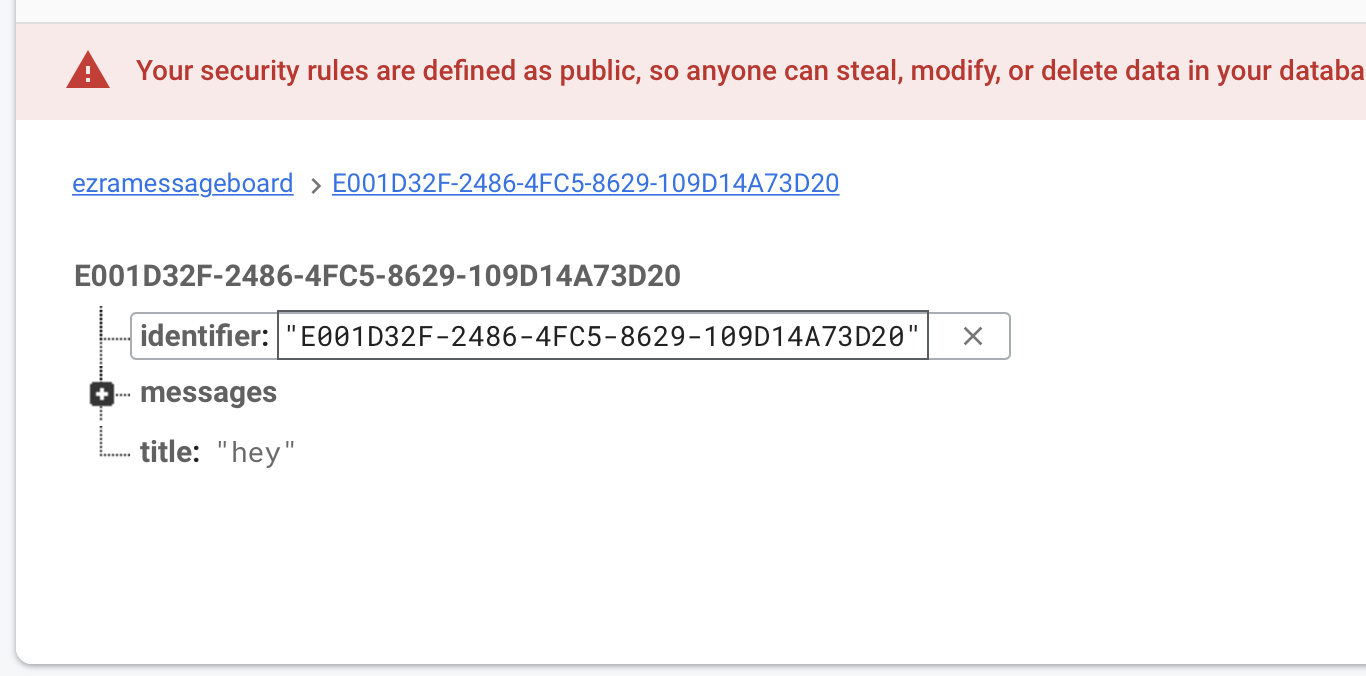 Your security rules are defined as public, so anyone can steal, modify, or delete data in your databa
ezramessageboard > E001D32F-2486-4FC5-8629-109D14A73D20
E001D32F-2486-4FC5-8629-109D14A73D20
identifier: "E001D32F-2486-4FC5-8629-109D14A73D20"
messages
title: "hey"